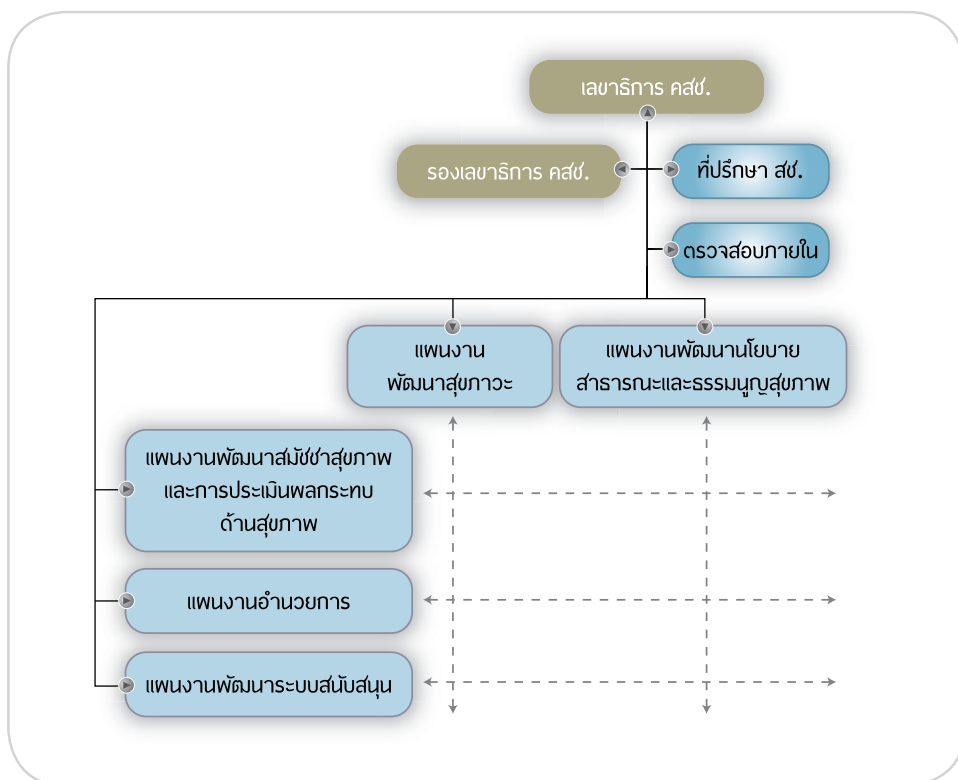 เลขาธิการ คสช.
รองเลขาธิการ คสช.
ที่ปรึกษา สช.
ตรวจสอบภายใน
แผนงาน
พัฒนาสุขภาวะ
แผนงานพัฒนานโยบาย
สาธารณะและธรรมนูญสุขภาพ
แผนงานพัฒนาสมัชชาสุขภาพ
และการประเมินผลกระทบ
ด้านสุขภาพ
แผนงานอำนวยการ
แผนงานพัฒนาระบบสนับสนุน